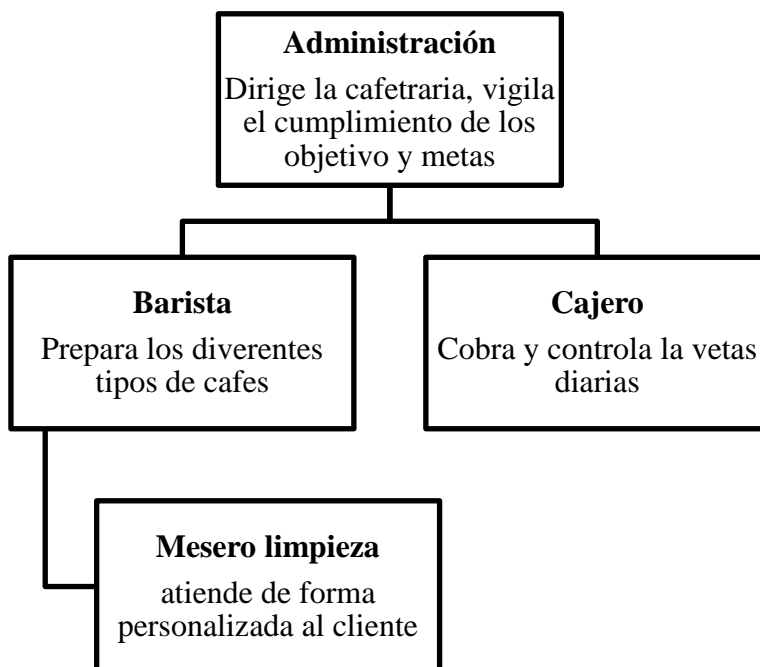 Administración
Dirige la cafetraria, vigila
el cumplimiento de los
objetivo y metas
Barista
Prepara los diverentes
tipos de cafes
Cajero
Cobra y controla la vetas
diarias
Mesero limpieza
atiende de forma
personalizada al cliente